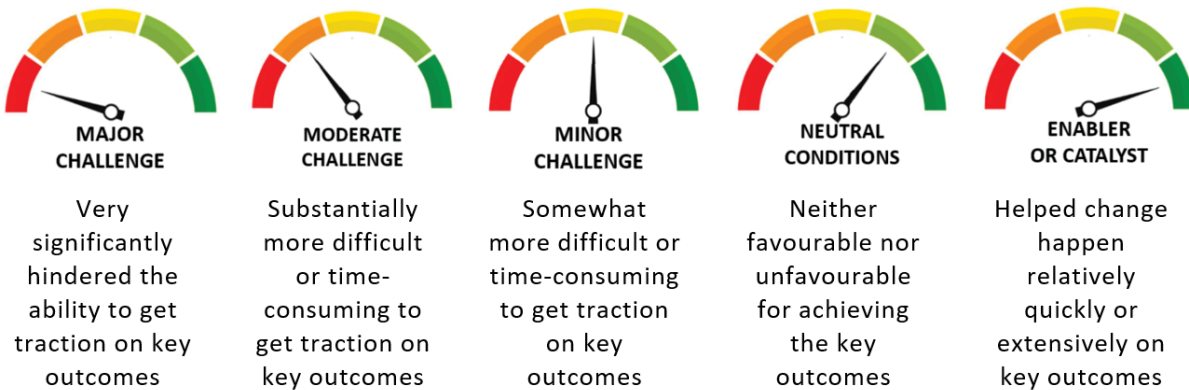 MAJOR
CHALLENGE
Very
significantly
hindered the
ability to get
traction on key
outcomes
MODERATE
CHALLENGE
Substantially
more difficult
or time-
consuming to
get traction on
key outcomes
MINOR
CHALLENGE
Somewhat
more difficult or
time-consuming
to get traction
on key
outcomes
NEUTRAL
CONDITIONS
Neither
favourable nor
unfavourable
for achieving
the key
outcomes
ENABLER
OR CATALYST
Helped change
happen
relatively
quickly or
extensively on
key outcomes